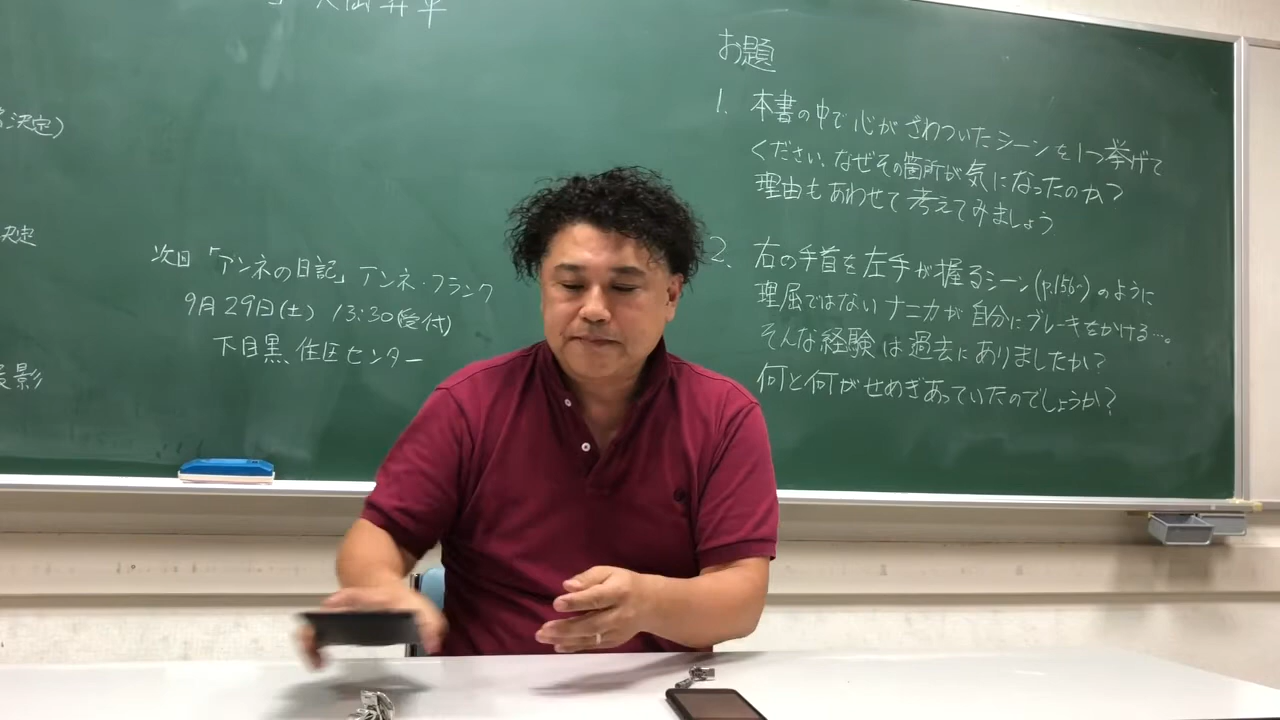 大岡昇平
決定)
決定
撮影
次回「アンネの日記」アンネ・フランク
9月29日(土) 13:30(受付)
下目黒住区センター
お題
1. 本書の中で心がざわついたシーンを1つ挙げて
ください、なぜその箇所が気になったのか?
理由もあわせて考えてみましょう
2. 右の手首を左手が握るシーン(p.156~)のように
理屈ではないナニカが自分にブレーキをかける…。
そんな経験は過去にありましたか?
何と何がせめぎあっていたのでしょうか?